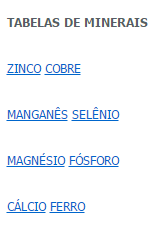 TABELAS DE MINERAIS
ZINCO COBRE
MANGANÊS SELÊNIO
MAGNÉSIO FÓSFORO
CÁLCIO FERRO